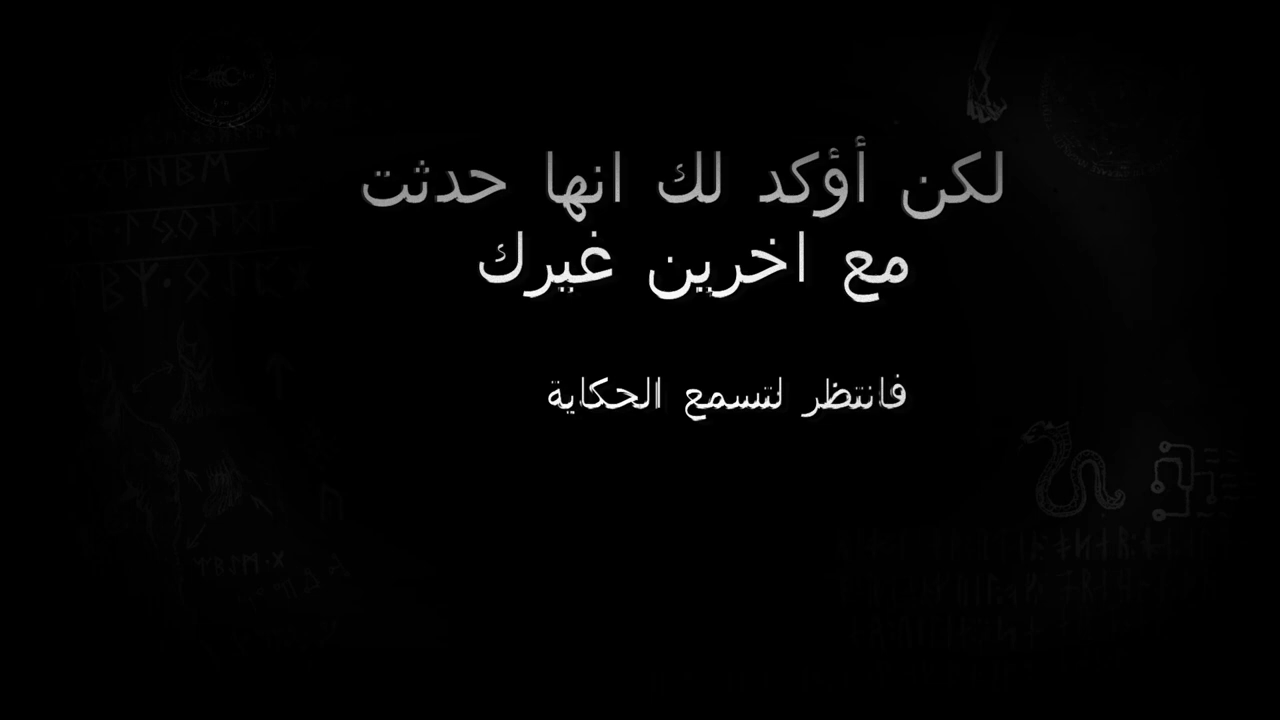 لكن أؤكد لك انها حدثت
مع اخرين غيرك
فانتظر لتسمع الحكاية